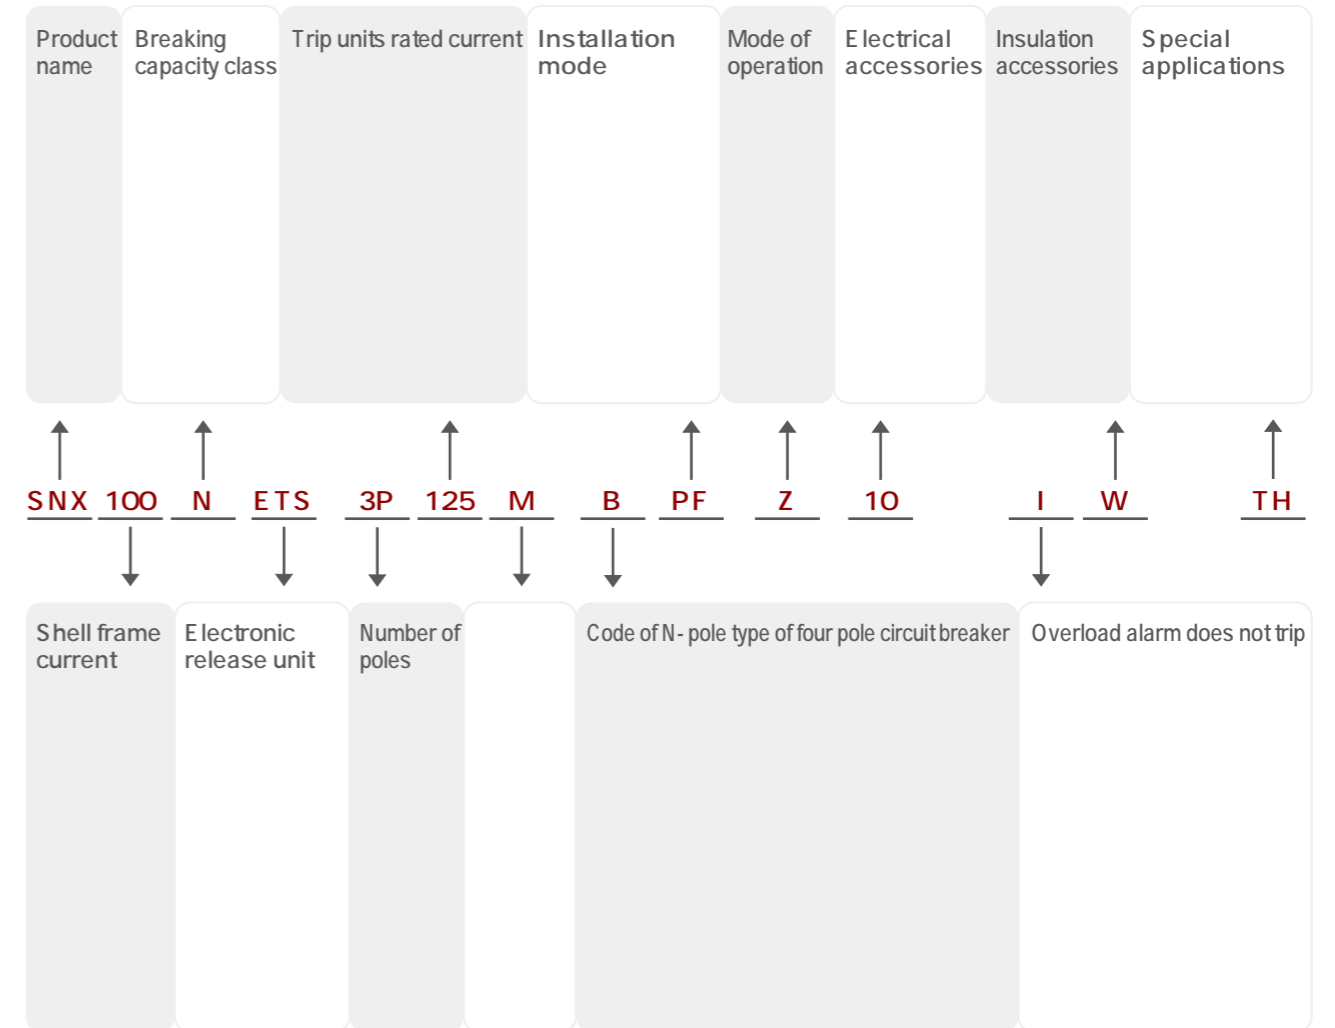 Product name
Breaking capacity class
Trip units rated current
Installation mode
Mode of operation
Electrical accessories
Insulation accessories
Special applications
SNX 100 N ETS 3P 125 M B PF Z 10 I W TH
Shell frame current
Electronic release unit
Number of poles
Code of N-pole type of four pole circuit breaker
Overload alarm does not trip